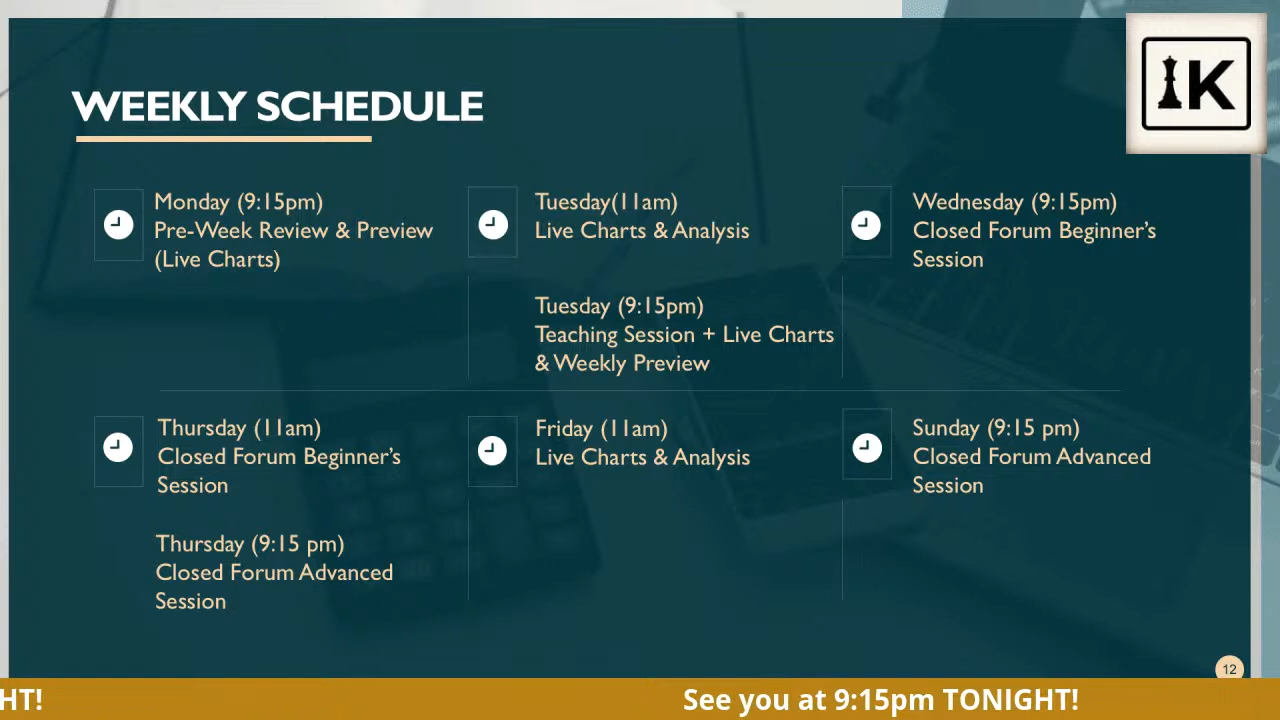 WEEKLY SCHEDULE
K
Monday (9:15pm)
Pre-Week Review & Preview
(Live Charts)
Tuesday(11am)
Live Charts & Analysis
Tuesday (9:15pm)
Teaching Session + Live Charts
& Weekly Preview
Wednesday (9:15pm)
Closed Forum Beginner’s
Session
Thursday (11am)
Closed Forum Beginner’s
Session
Thursday (9:15 pm)
Closed Forum Advanced
Session
Friday (11am)
Live Charts & Analysis
Sunday (9:15 pm)
Closed Forum Advanced
Session
12
HT!
See you at 9:15pm TONIGHT!